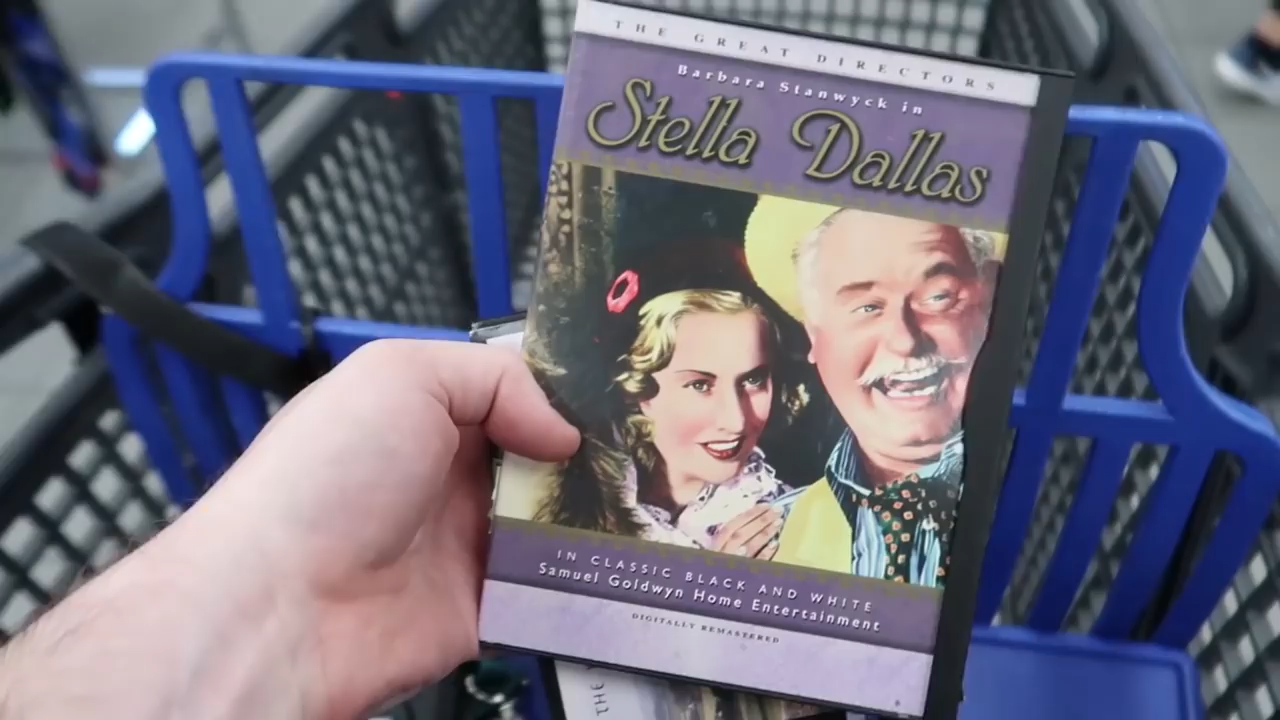 THE GREAT DIRECTORS
Barbara Stanwyck in
Stella Dallas
IN CLASSIC BLACK AND WHITE
Samuel Goldwyn Home Entertainment
DIGITALLY REMASTERED
THE